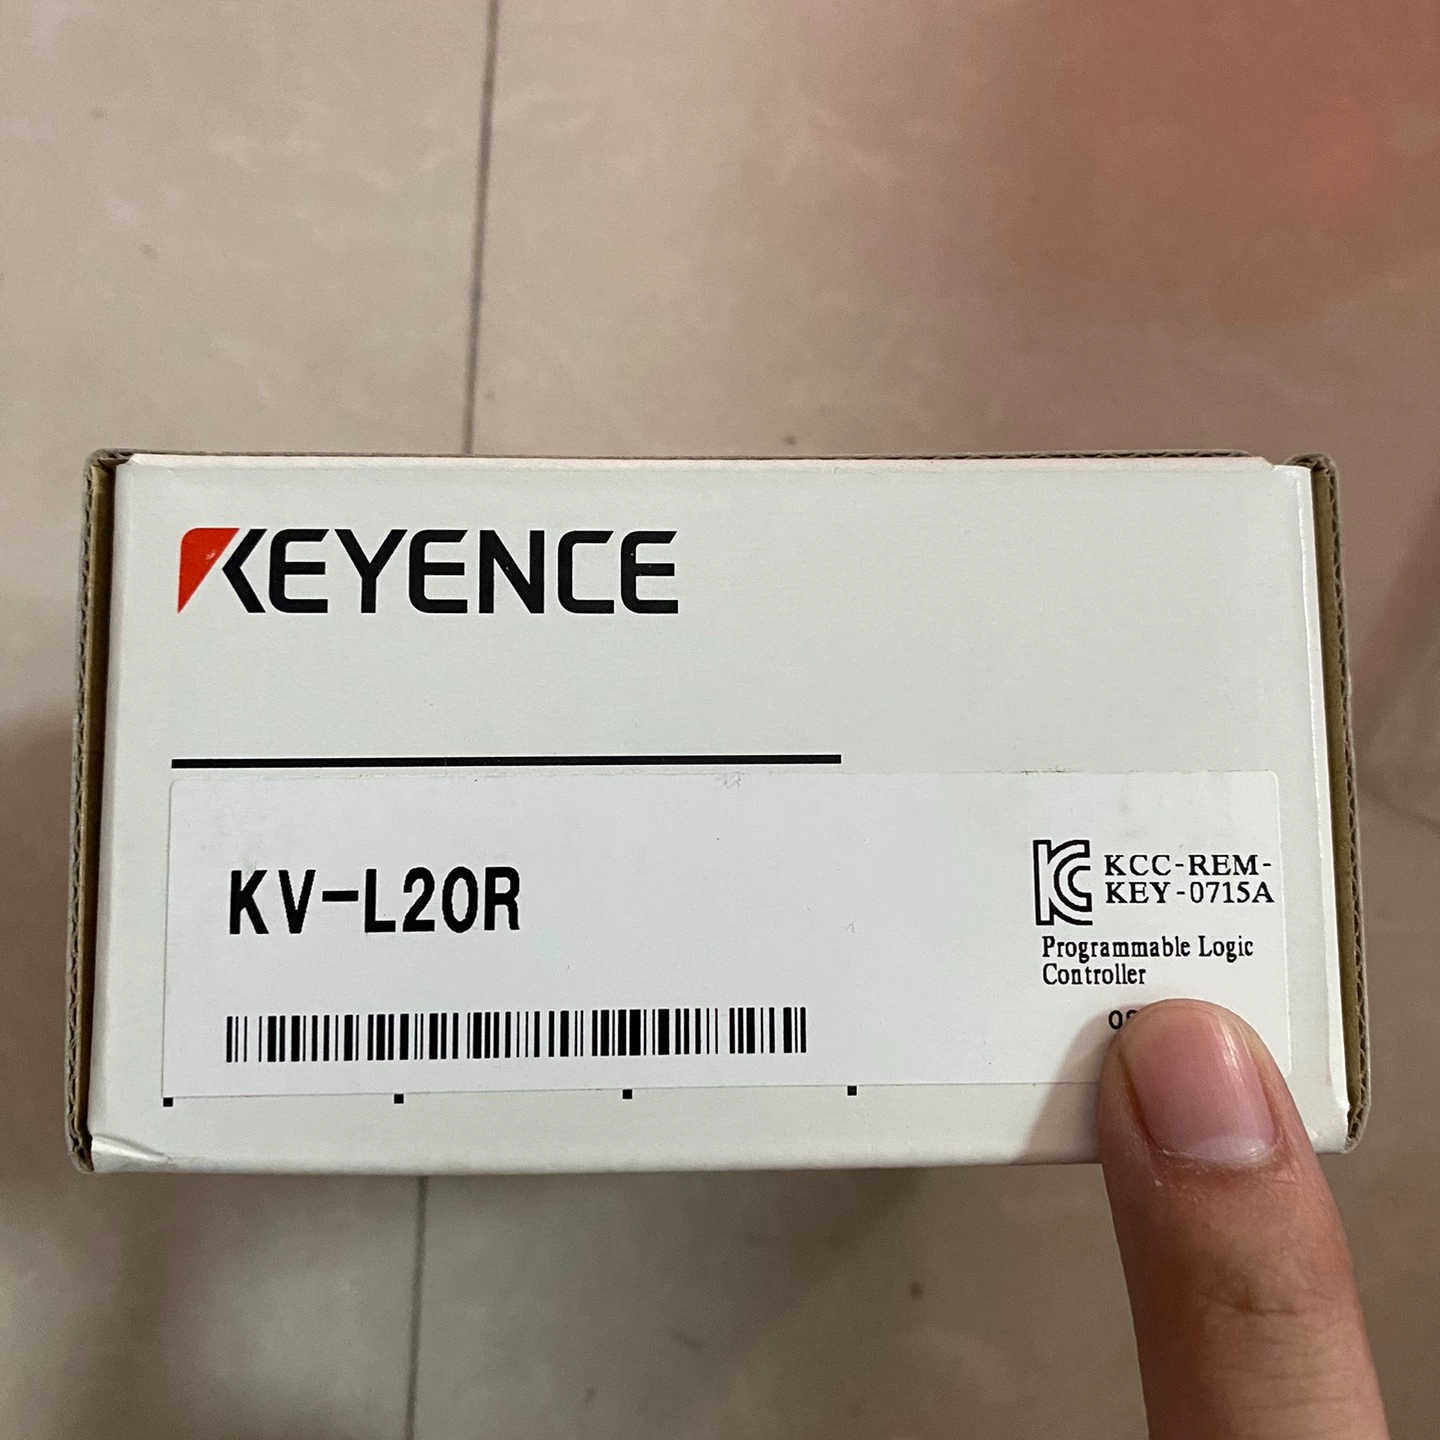 KEYENCE
KV-L20R
KCC-REM-
KEY-0715A
Programmable Logic
Controller